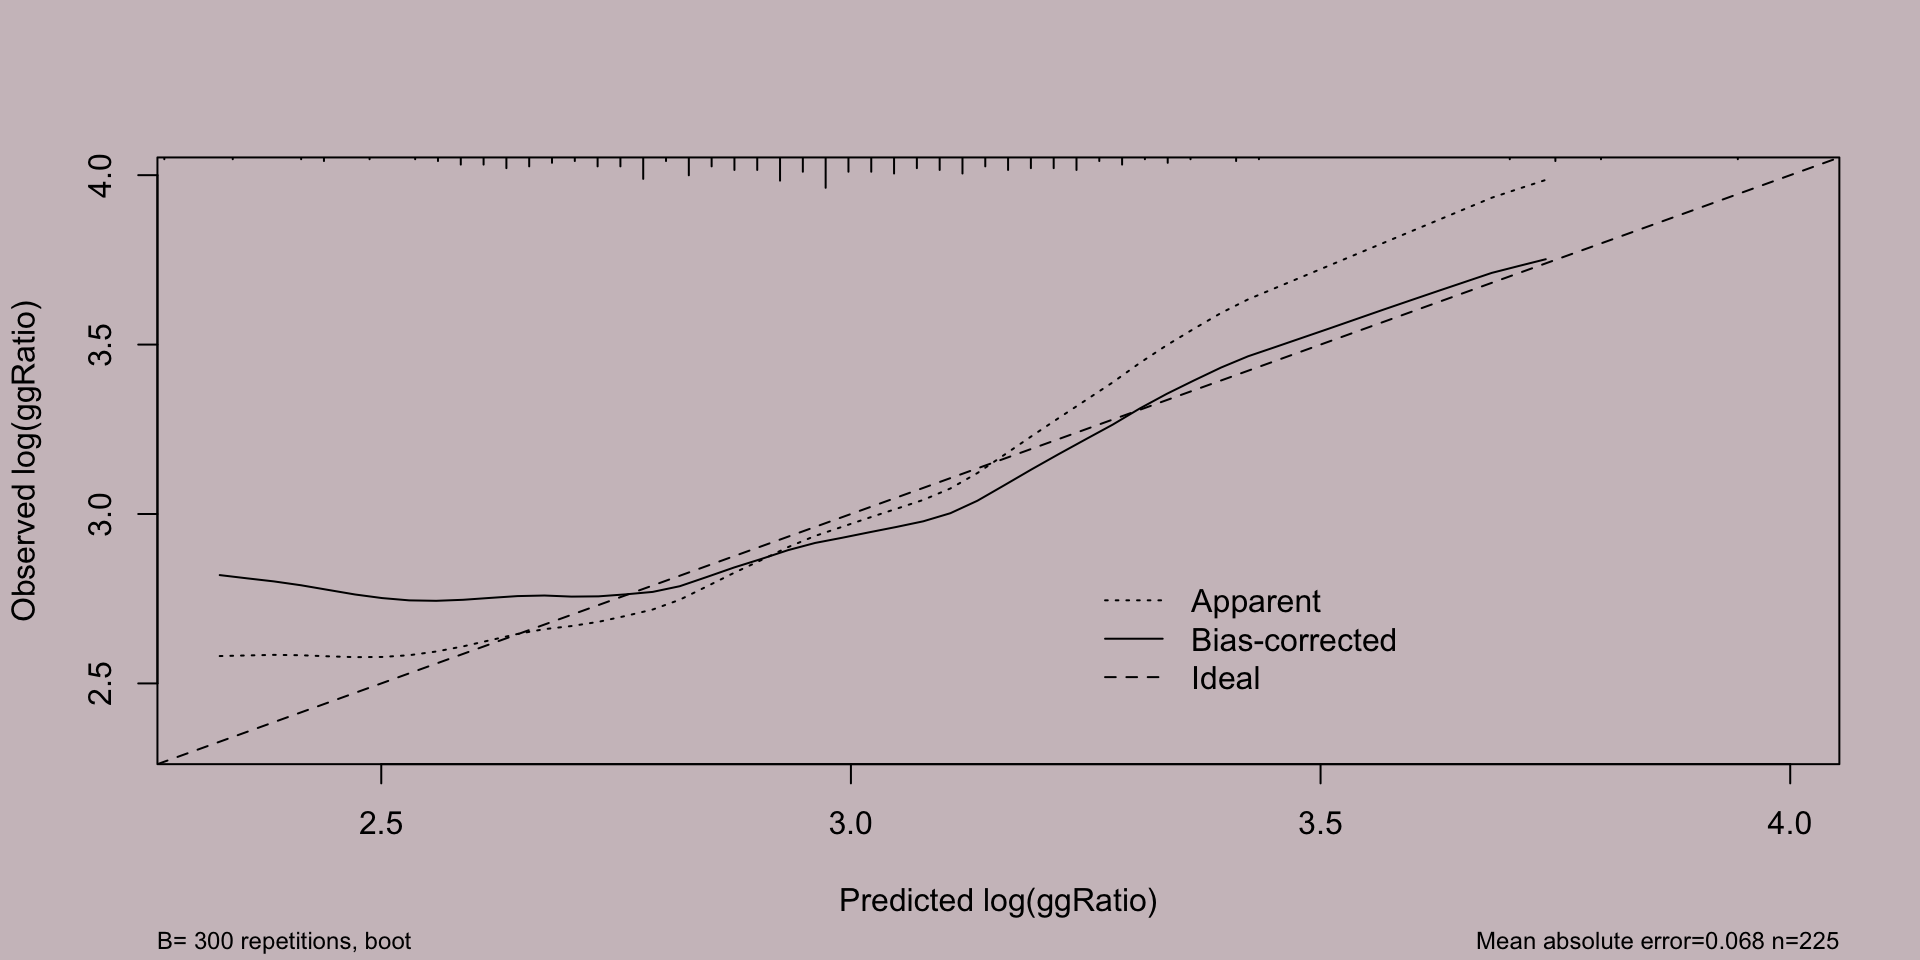 4.0
3.5
3.0
2.5
Observed log(ggRatio)
Apparent
Bias-corrected
Ideal
2.5 3.0 3.5 4.0
Predicted log(ggRatio)
B= 300 repetitions, boot
Mean absolute error=0.068 n=225